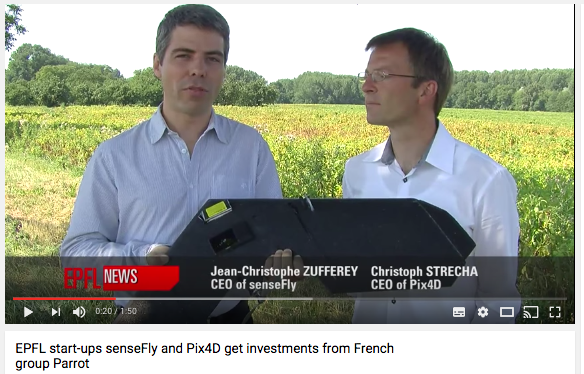 EPFL NEWS
Jean-Christophe ZUFFEREY
CEO of senseFly
Christoph STRECHA
CEO of Pix4D
0:20 / 1:50
EPFL start-ups senseFly and Pix4D get investments from French
group Parrot